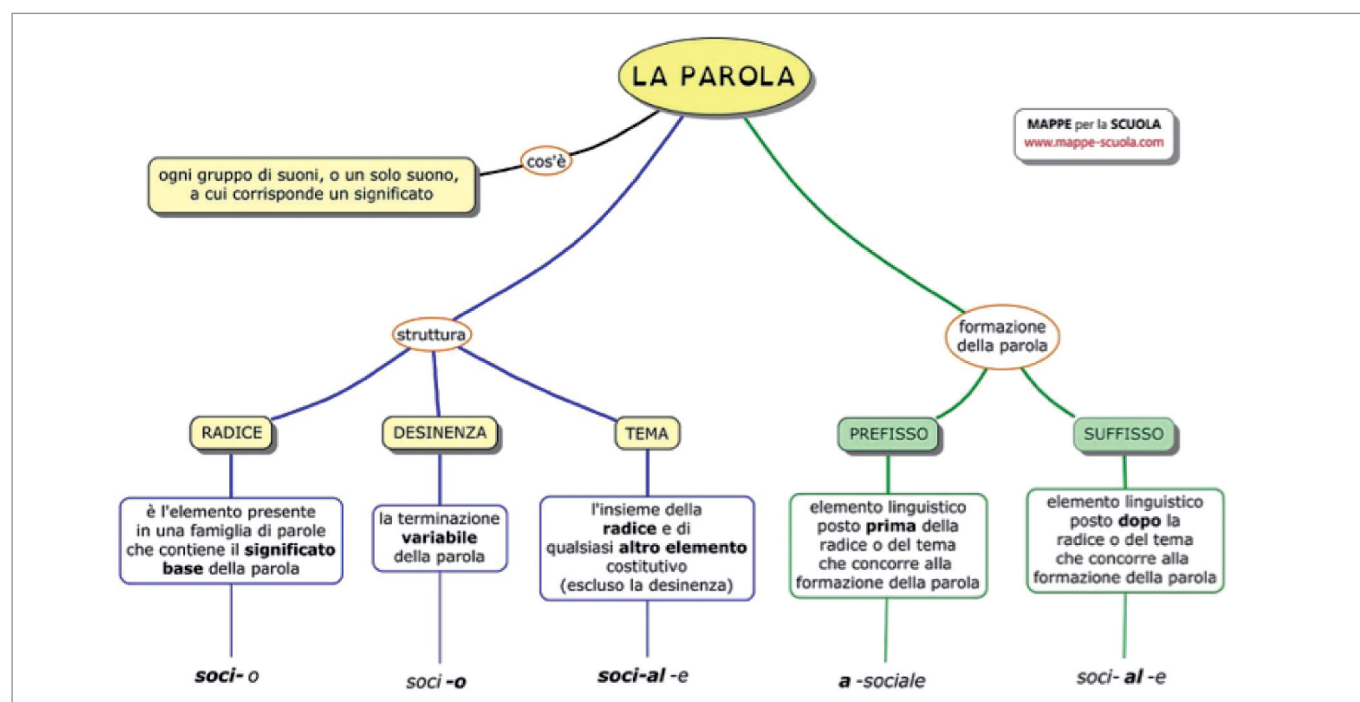 LA PAROLA
MAPPE per la SCUOLA
www.mappe-scuola.com
cos'è
ogni gruppo di suoni, o un solo suono,
a cui corrisponde un significato
struttura
formazione
della parola
RADICE
DESINENZA
TEMA
PREFISSO
SUFFISSO
è l'elemento presente
in una famiglia di parole
che contiene il significato
base della parola
la terminazione
variabile
della parola
l'insieme della
radice e di
qualsiasi altro elemento
costitutivo
(escluso la desinenza)
elemento linguistico
posto prima della
radice o del tema
che concorre alla
formazione della parola
elemento linguistico
posto dopo la
radice o del tema
che concorre alla
formazione della parola
soci- o
soci -o
soci-al -e
a -sociale
soci- al -e